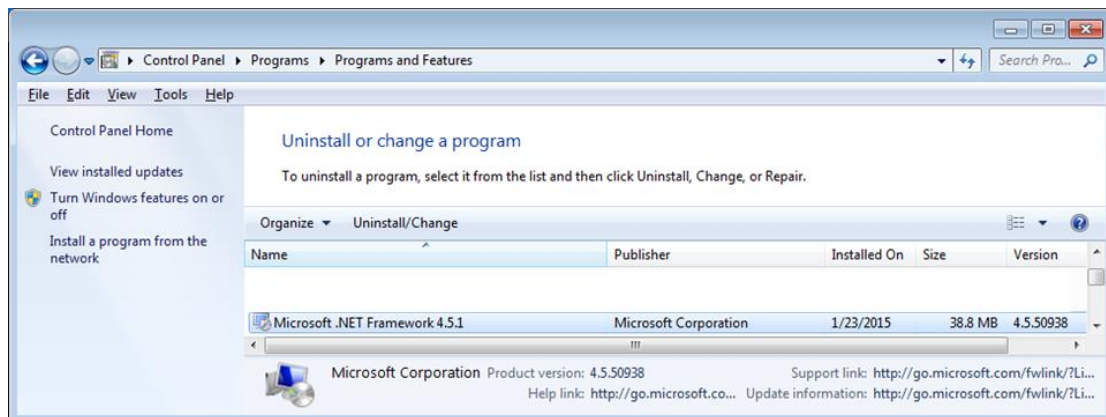 Control Panel ▸ Programs ▸ Programs and Features
Search Pro...
File Edit View Tools Help
Control Panel Home
View installed updates
Turn Windows features on or
off
Install a program from the
network
Uninstall or change a program
To uninstall a program, select it from the list and then click Uninstall, Change, or Repair.
Organize Uninstall/Change
Name Publisher Installed On Size Version
Microsoft .NET Framework 4.5.1 Microsoft Corporation 1/23/2015 38.8 MB 4.5.50938
Microsoft Corporation Product version: 4.5.50938 Support link: http://go.microsoft.com/fwlink/?Li...
Help link: http://go.microsoft.co... Update information: http://go.microsoft.com/fwlink/?Li...